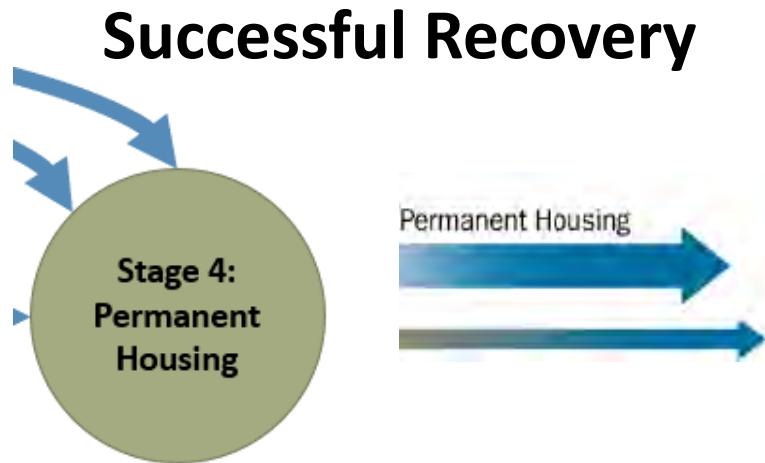 Successful Recovery
Permanent Housing
Stage 4:
Permanent
Housing